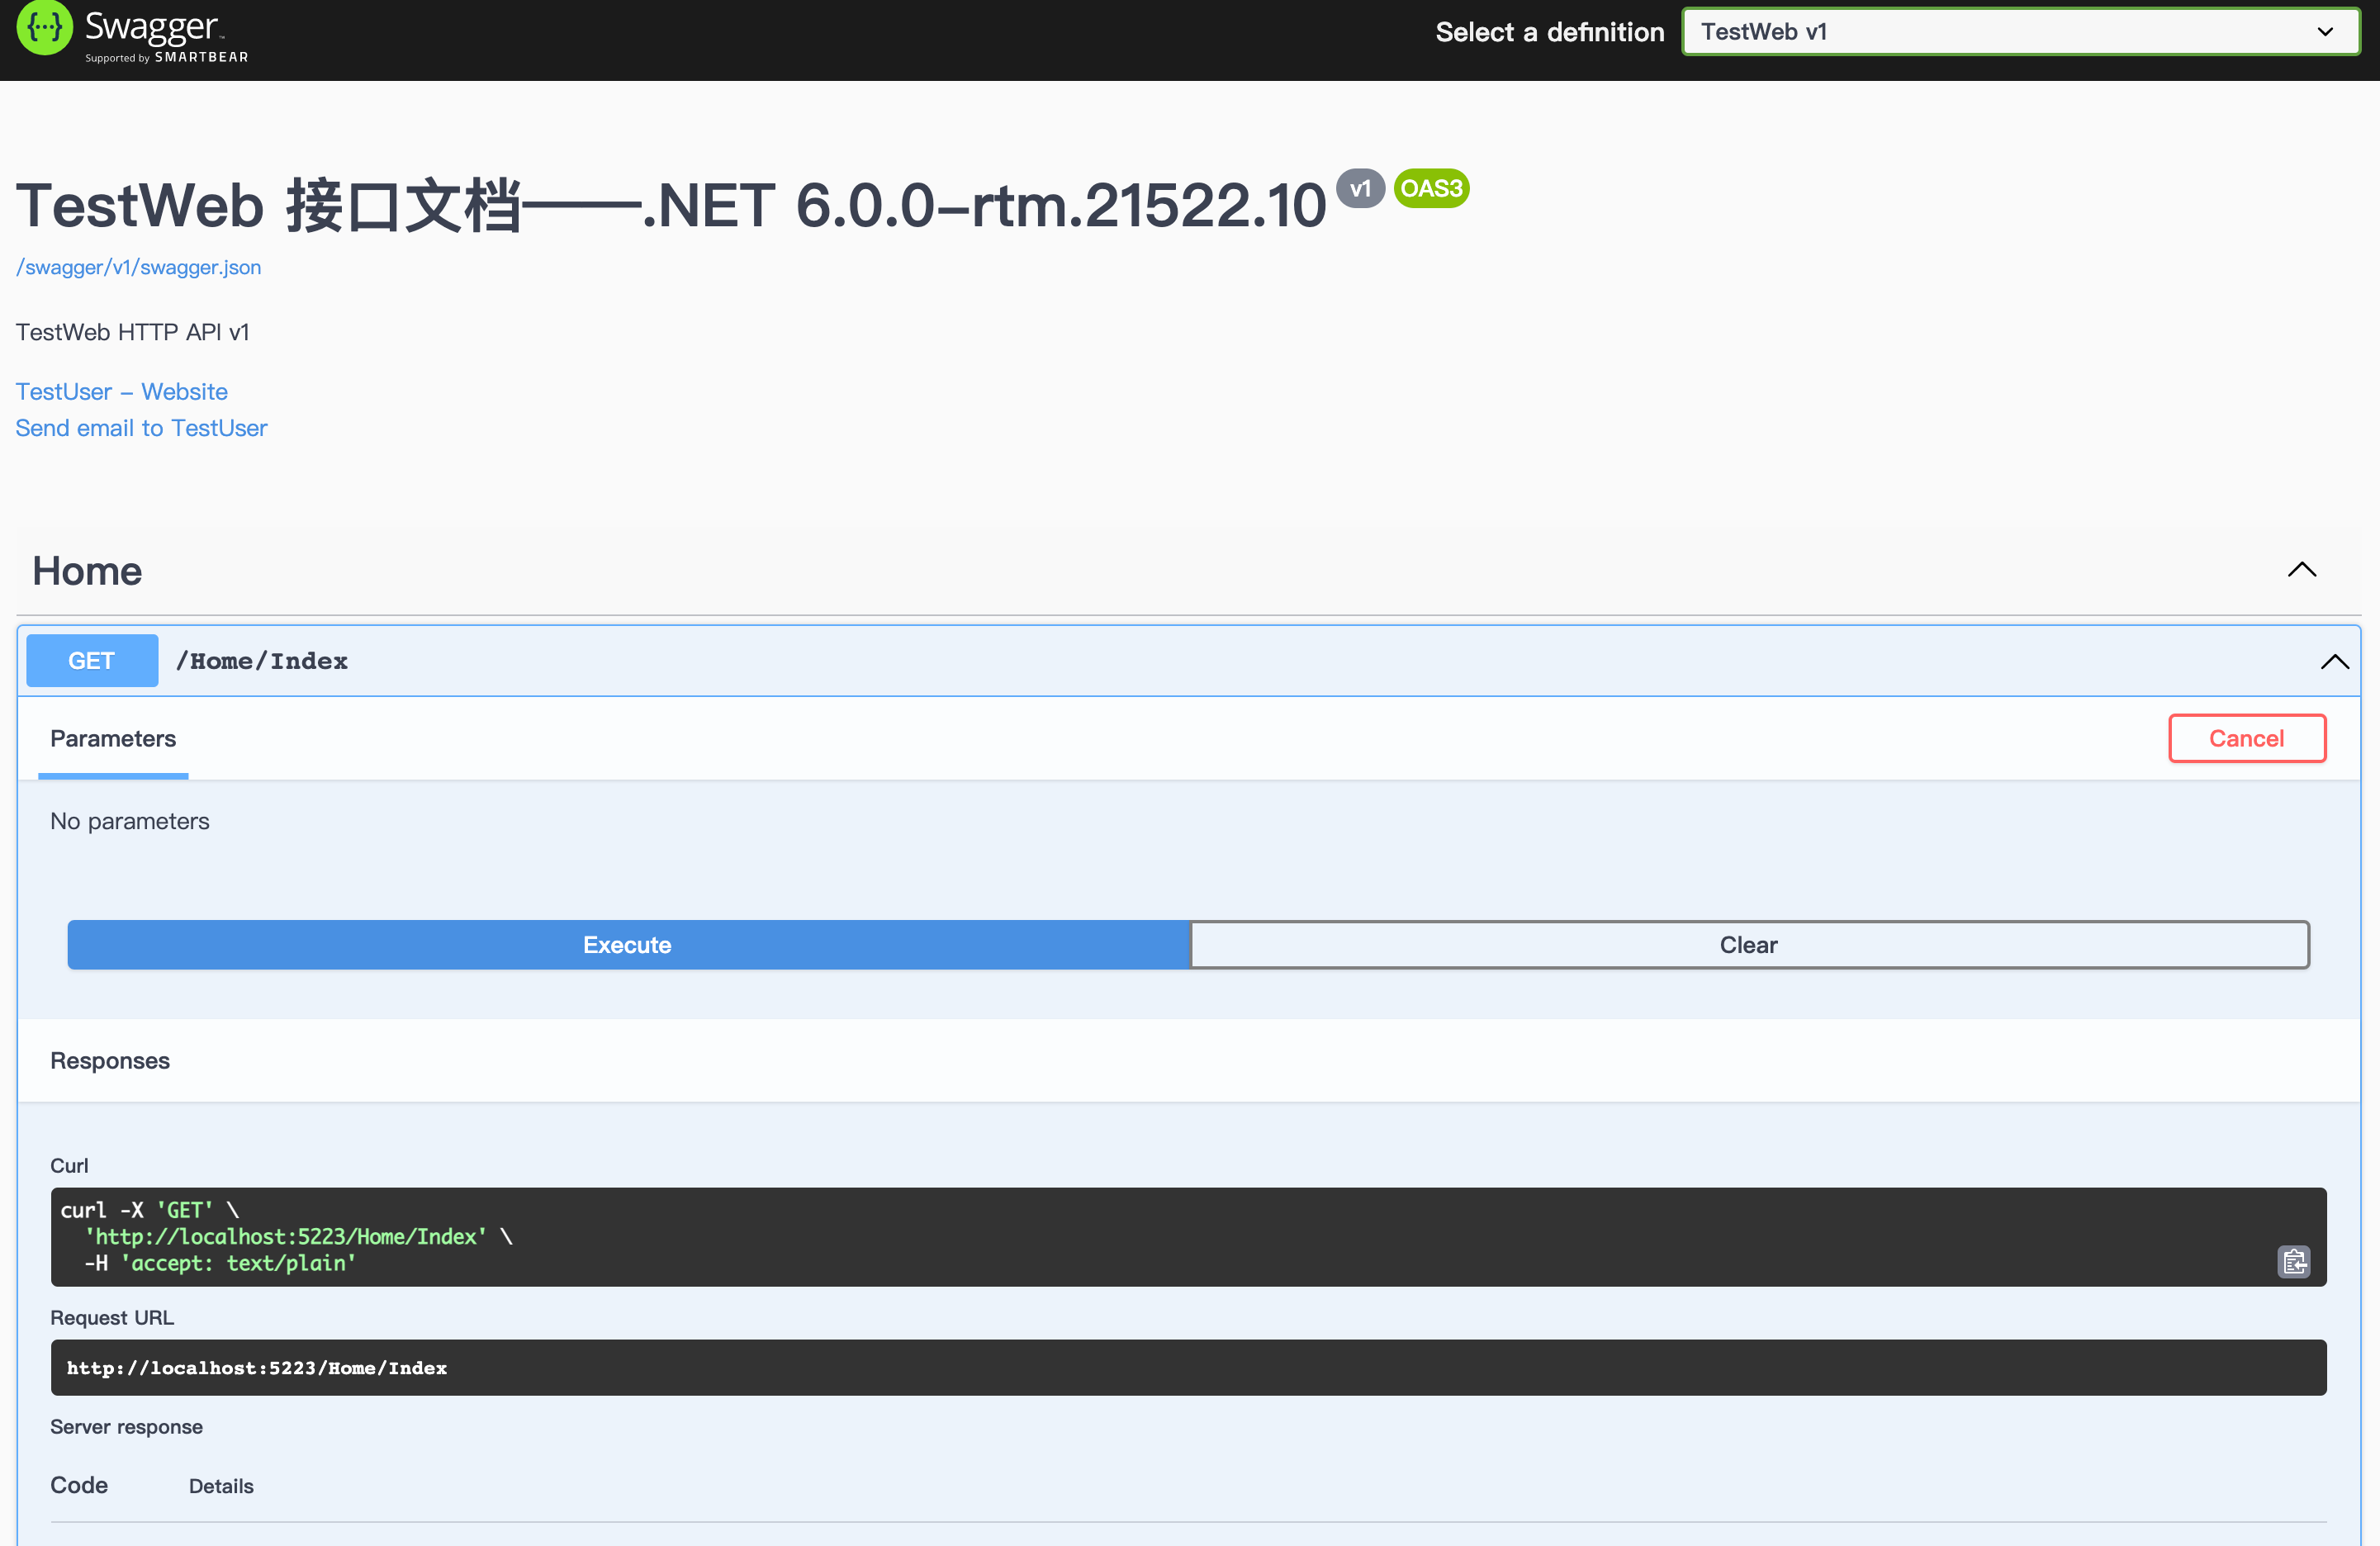 Swagger™
Supported by SMARTBEAR
Select a definition
TestWeb v1
TestWeb 接口文档——.NET 6.0.0-rtm.21522.10 v1 OAS3
/swagger/v1/swagger.json
TestWeb HTTP API v1
TestUser - Website
Send email to TestUser
Home
GET /Home/Index
Parameters
Cancel
No parameters
Execute
Clear
Responses
Curl
curl -X 'GET' \
  'http://localhost:5223/Home/Index' \
  -H 'accept: text/plain'
Request URL
http://localhost:5223/Home/Index
Server response
Code Details